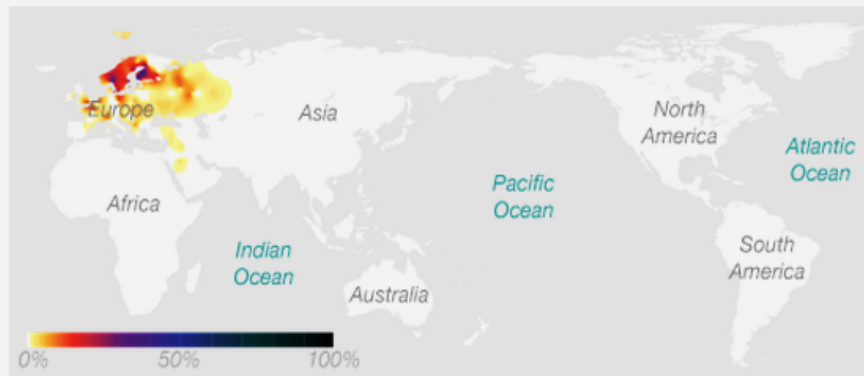 Europe
Asia
North
America
Atlantic
Ocean
Pacific
Ocean
Africa
Indian
Ocean
South
America
Australia
0%
50%
100%